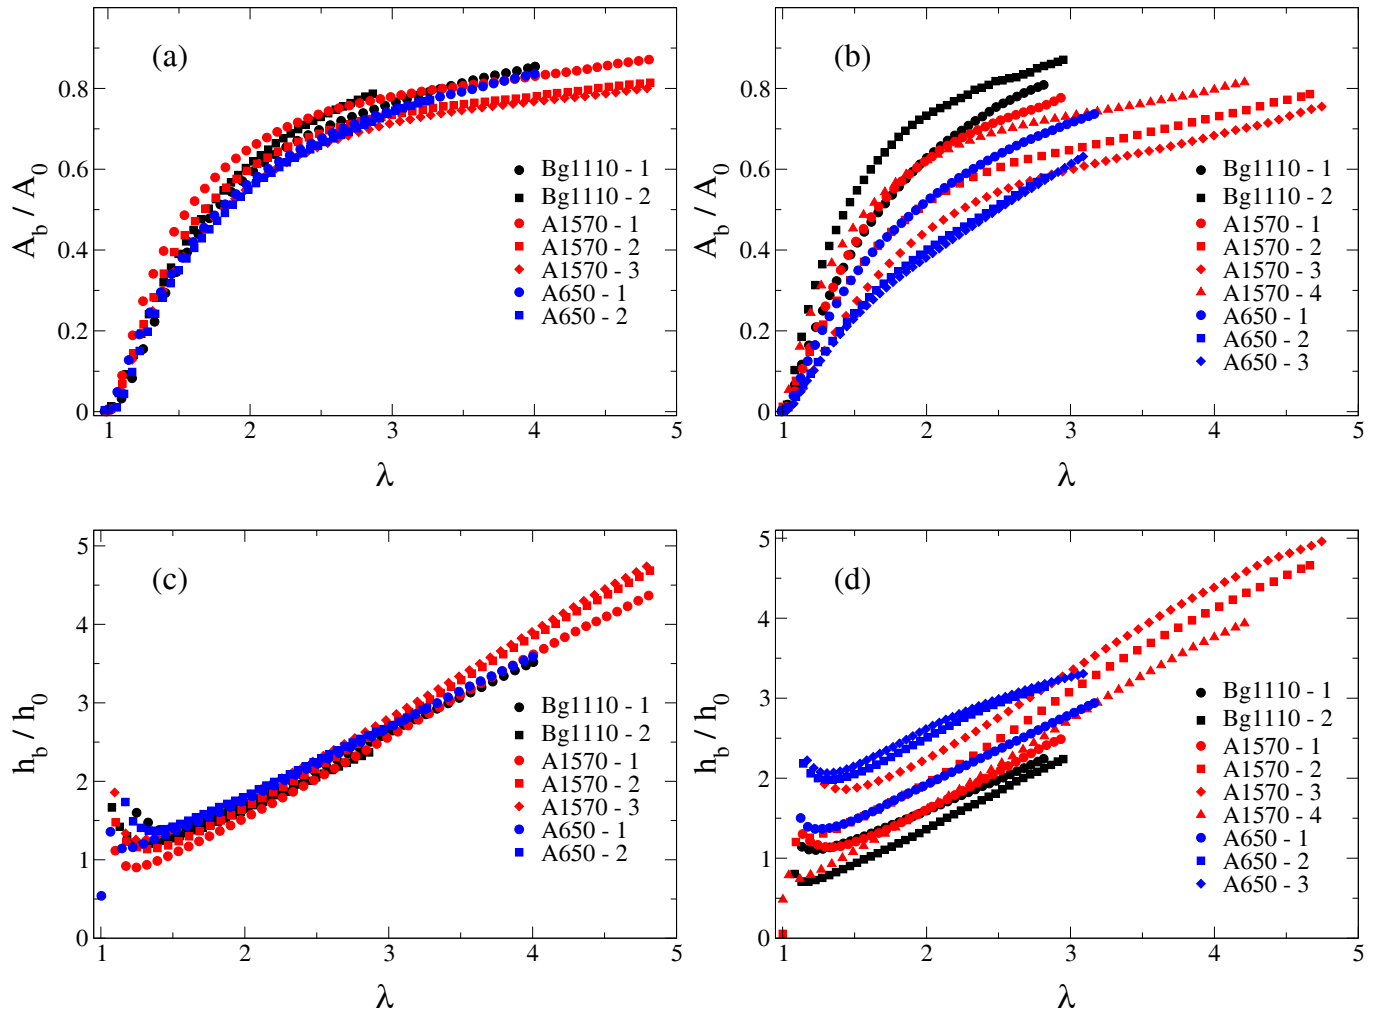 (a)
A_b / A_0
0.8
0.6
0.4
0.2
0
Bg1110 - 1
Bg1110 - 2
A1570 - 1
A1570 - 2
A1570 - 3
A650 - 1
A650 - 2
1 2 3 4 5
λ
(b)
A_b / A_0
0.8
0.6
0.4
0.2
0
Bg1110 - 1
Bg1110 - 2
A1570 - 1
A1570 - 2
A1570 - 3
A1570 - 4
A650 - 1
A650 - 2
A650 - 3
1 2 3 4 5
λ
(c)
h_b / h_0
5
4
3
2
1
0
Bg1110 - 1
Bg1110 - 2
A1570 - 1
A1570 - 2
A1570 - 3
A650 - 1
A650 - 2
1 2 3 4 5
λ
(d)
h_b / h_0
5
4
3
2
1
0
Bg1110 - 1
Bg1110 - 2
A1570 - 1
A1570 - 2
A1570 - 3
A1570 - 4
A650 - 1
A650 - 2
A650 - 3
1 2 3 4 5
λ